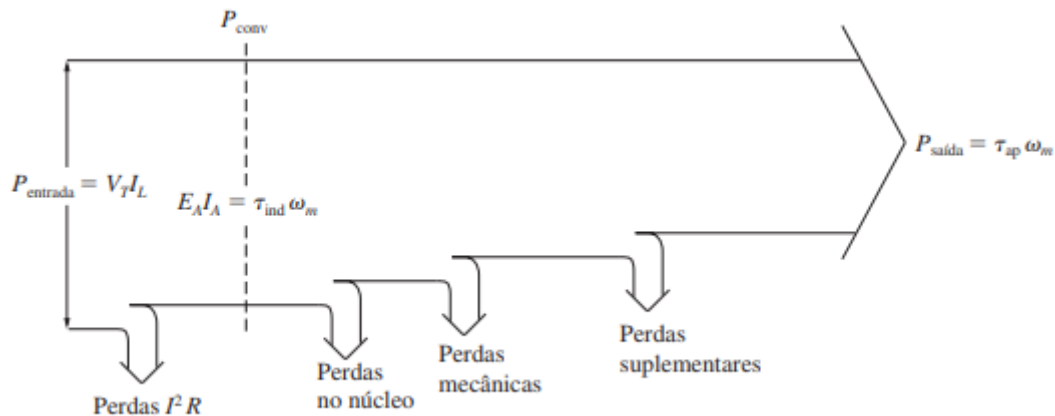 P_conv
P_entrada = V_T I_L
E_A I_A = τ_ind ω_m
P_saída = τ_ap ω_m
Perdas I² R
Perdas
no núcleo
Perdas
mecânicas
Perdas
suplementares